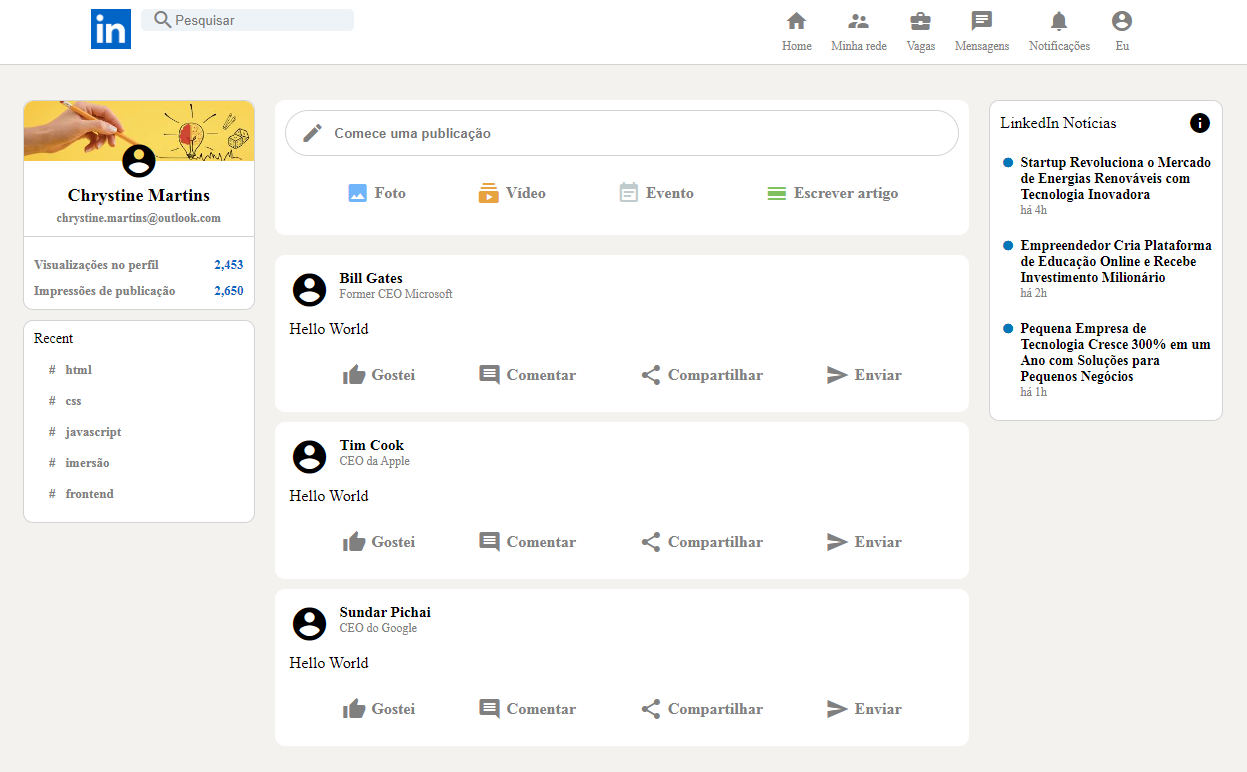 in
Pesquisar
Home
Minha rede
Vagas
Mensagens
Notificações
Eu
Chrystine Martins
chrystine.martins@outlook.com
Visualizações no perfil 2,453
Impressões de publicação 2,650
Recent
# html
# css
# javascript
# imersão
# frontend
Comece uma publicação
Foto
Vídeo
Evento
Escrever artigo
Bill Gates
Former CEO Microsoft
Hello World
Gostei
Comentar
Compartilhar
Enviar
Tim Cook
CEO da Apple
Hello World
Gostei
Comentar
Compartilhar
Enviar
Sundar Pichai
CEO do Google
Hello World
Gostei
Comentar
Compartilhar
Enviar
LinkedIn Notícias
Startup Revoluciona o Mercado
de Energias Renováveis com
Tecnologia Inovadora
há 4h
Empreendedor Cria Plataforma
de Educação Online e Recebe
Investimento Milionário
há 2h
Pequena Empresa de
Tecnologia Cresce 300% em um
Ano com Soluções para
Pequenos Negócios
há 1h